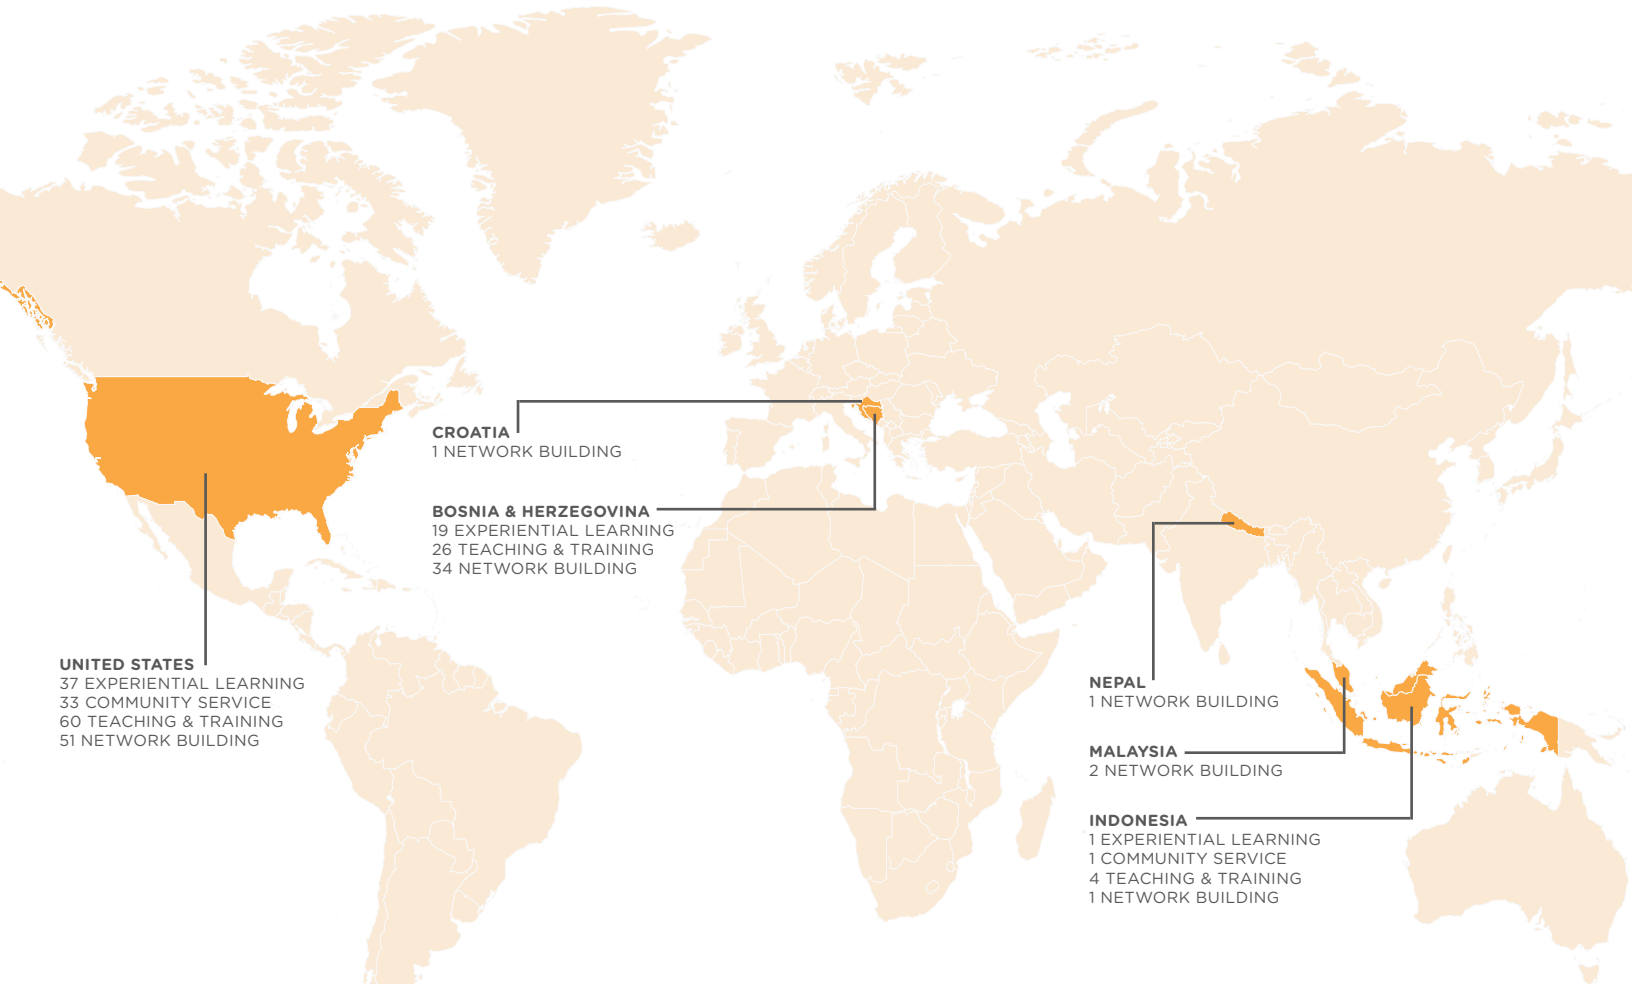 CROATIA
1 NETWORK BUILDING
BOSNIA & HERZEGOVINA
19 EXPERIENTIAL LEARNING
26 TEACHING & TRAINING
34 NETWORK BUILDING
UNITED STATES
37 EXPERIENTIAL LEARNING
33 COMMUNITY SERVICE
60 TEACHING & TRAINING
51 NETWORK BUILDING
NEPAL
1 NETWORK BUILDING
MALAYSIA
2 NETWORK BUILDING
INDONESIA
1 EXPERIENTIAL LEARNING
1 COMMUNITY SERVICE
4 TEACHING & TRAINING
1 NETWORK BUILDING